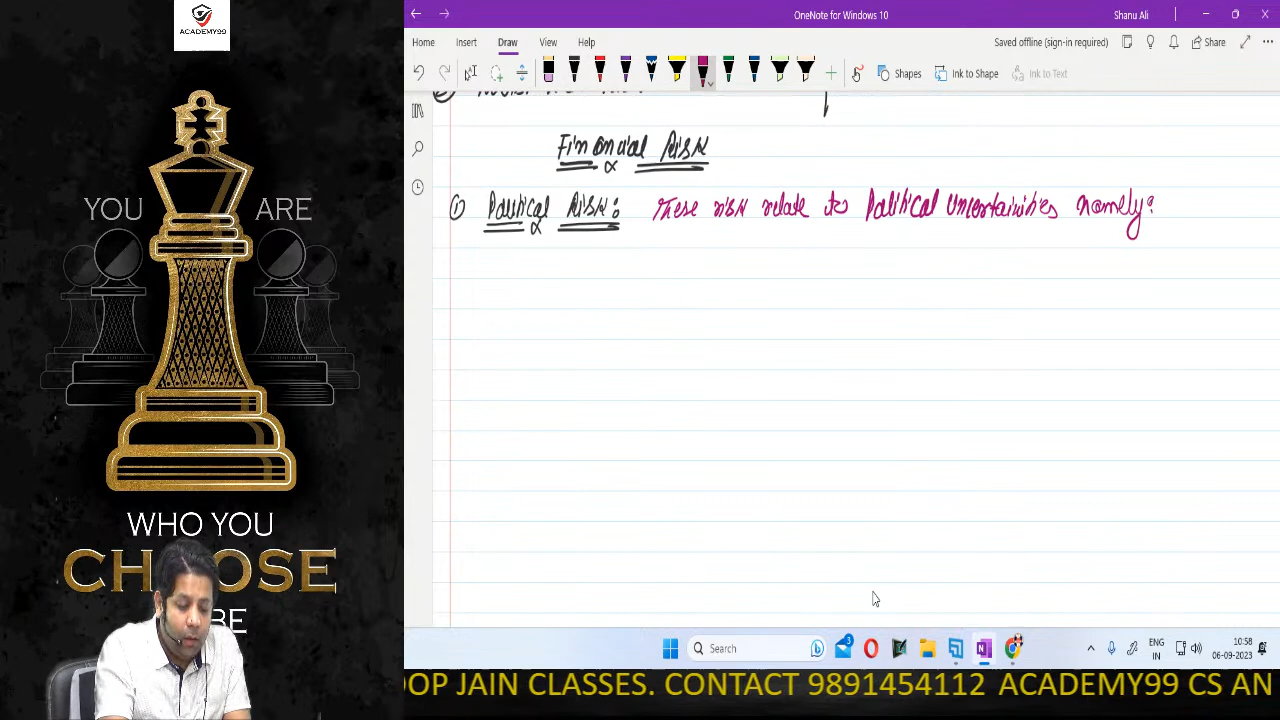 ACADEMY99
YOU ARE
WHO YOU
CHOOSE
BE
OneNote for Windows 10
Shanu Ali
Home Insert Draw View Help
Saved offline (sign-in required)
Share
Shapes
Ink to Shape
Ink to Text
Financial Risk
① Political Risk: These risk relate to Political Uncertainities namely:
Search
3
ENG
IN
10:58
06-09-2023
OOP JAIN CLASSES. CONTACT 9891454112 ACADEMY99 CS AN